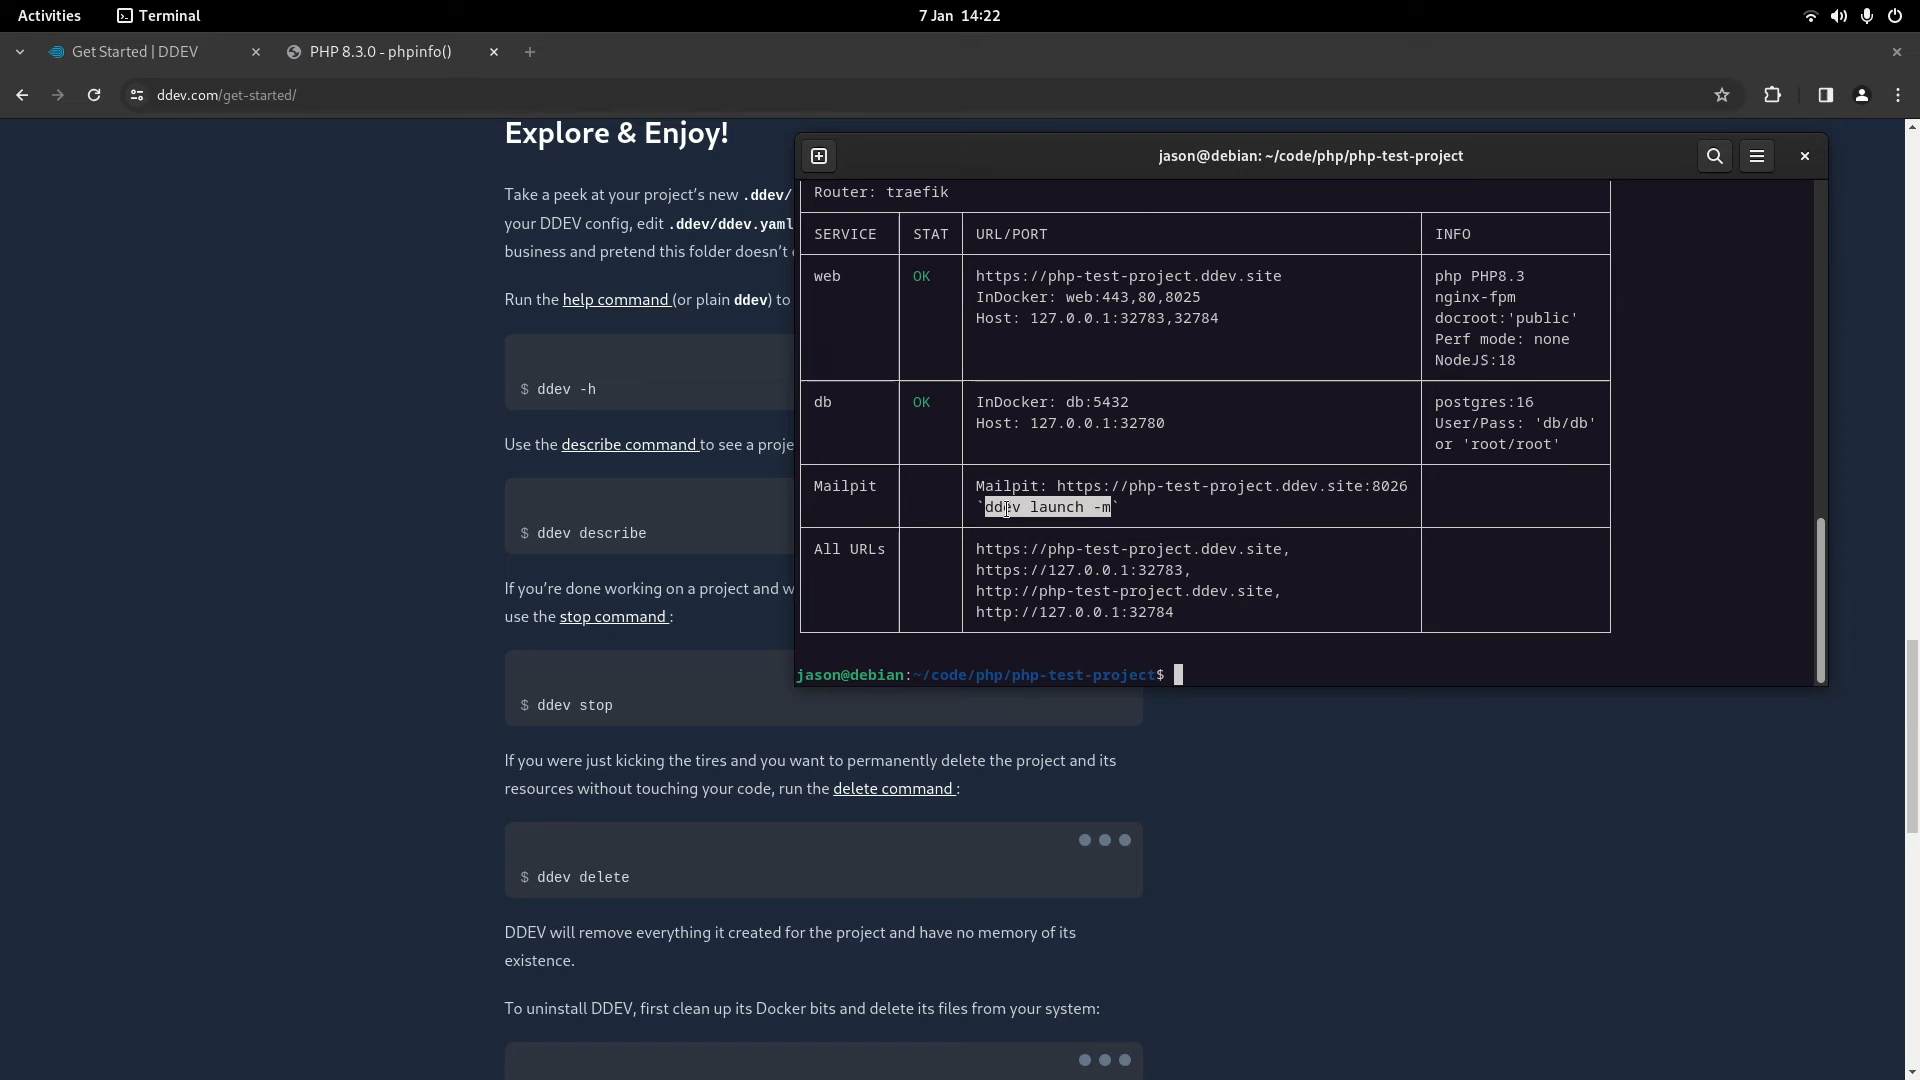 Activities
Terminal
7 Jan 14:22
Get Started | DDEV
PHP 8.3.0 - phpinfo()
ddev.com/get-started/
Explore & Enjoy!
Take a peek at your project’s new .ddev/
your DDEV config, edit .ddev/ddev.yaml
business and pretend this folder doesn’t
Run the help command (or plain ddev) to
$ ddev -h
Use the describe command to see a proje
$ ddev describe
If you’re done working on a project and w
use the stop command :
$ ddev stop
If you were just kicking the tires and you want to permanently delete the project and its
resources without touching your code, run the delete command :
$ ddev delete
DDEV will remove everything it created for the project and have no memory of its
existence.
To uninstall DDEV, first clean up its Docker bits and delete its files from your system:
jason@debian: ~/code/php/php-test-project
Router: traefik
SERVICE STAT URL/PORT INFO
web OK https://php-test-project.ddev.site php PHP8.3
InDocker: web:443,80,8025 nginx-fpm
Host: 127.0.0.1:32783,32784 docroot:'public'
Perf mode: none
NodeJS:18
db OK InDocker: db:5432 postgres:16
Host: 127.0.0.1:32780 User/Pass: 'db/db'
or 'root/root'
Mailpit Mailpit: https://php-test-project.ddev.site:8026
`ddev launch -m`
All URLs https://php-test-project.ddev.site,
https://127.0.0.1:32783,
http://php-test-project.ddev.site,
http://127.0.0.1:32784
jason@debian:~/code/php/php-test-project$